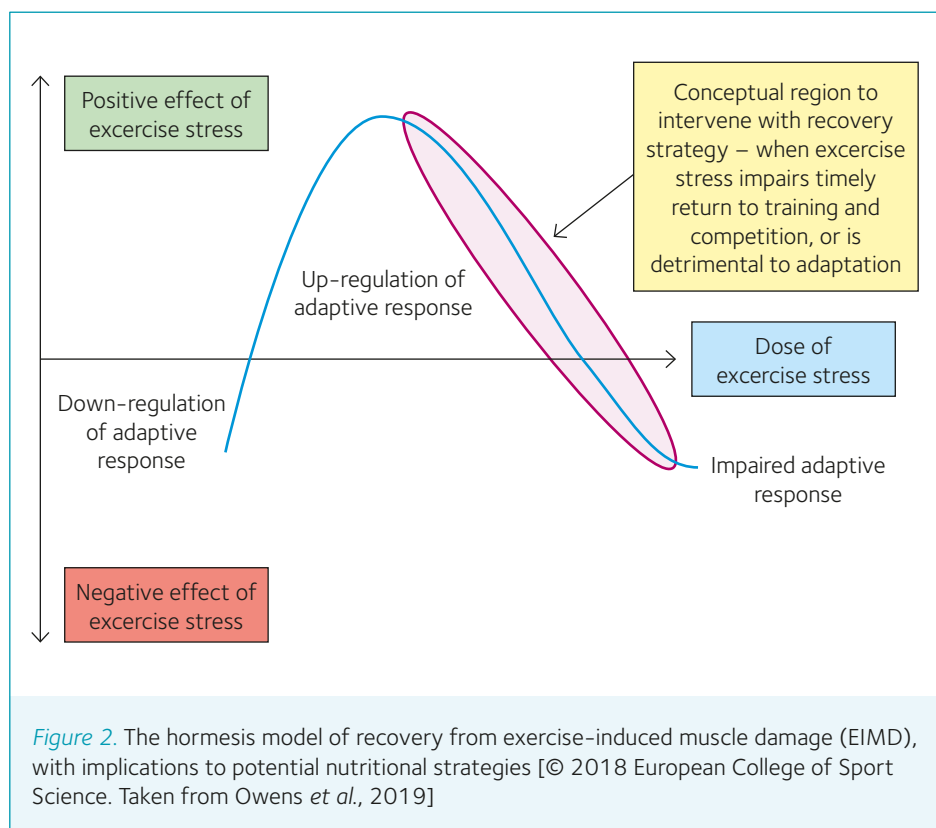 Positive effect of
excercise stress
Conceptual region to
intervene with recovery
strategy – when excercise
stress impairs timely
return to training and
competition, or is
detrimental to adaptation
Up-regulation of
adaptive response
Dose of
excercise stress
Down-regulation
of adaptive
response
Impaired adaptive
response
Negative effect of
excercise stress
Figure 2. The hormesis model of recovery from exercise-induced muscle damage (EIMD),
with implications to potential nutritional strategies [© 2018 European College of Sport
Science. Taken from Owens et al., 2019]